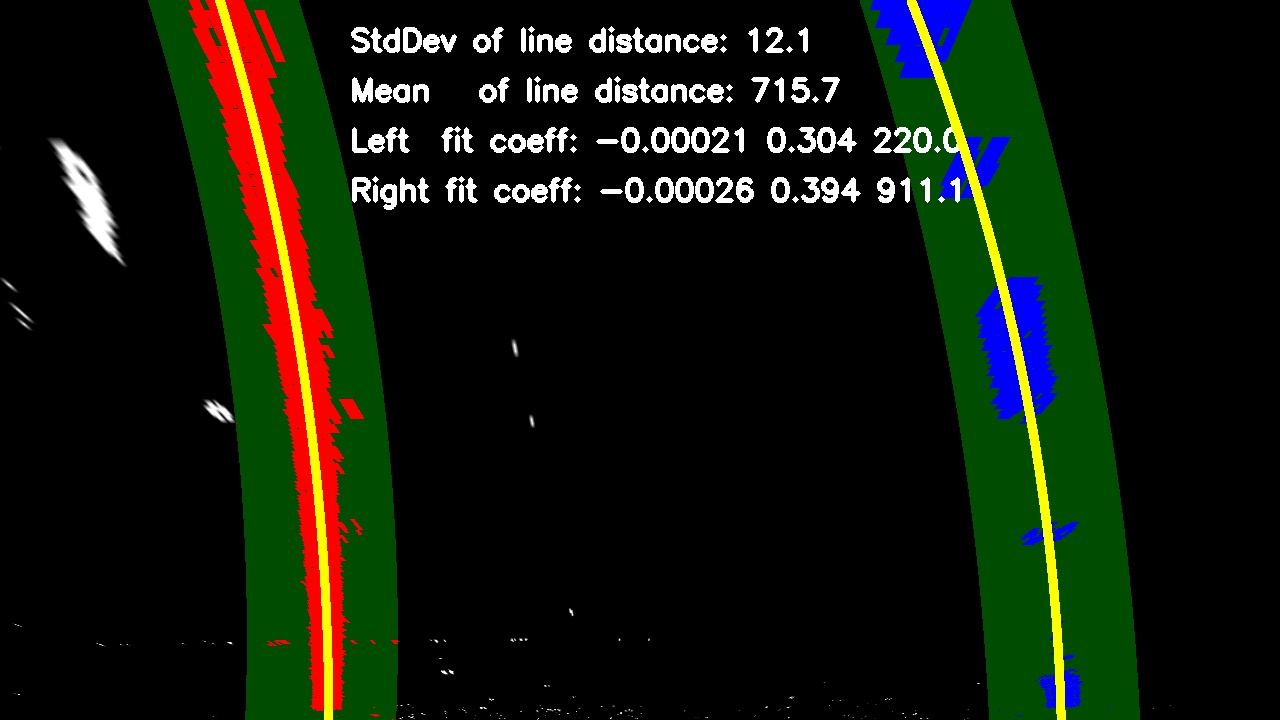 StdDev of line distance: 12.1
Mean of line distance: 715.7
Left fit coeff: -0.00021 0.304 220.0
Right fit coeff: -0.00026 0.394 911.1